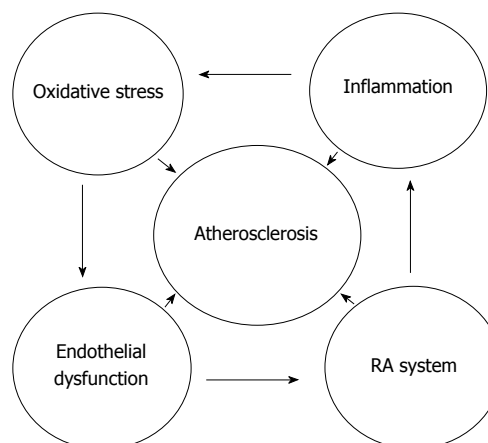 Oxidative stress
Inflammation
Atherosclerosis
Endothelial
dysfunction
RA system